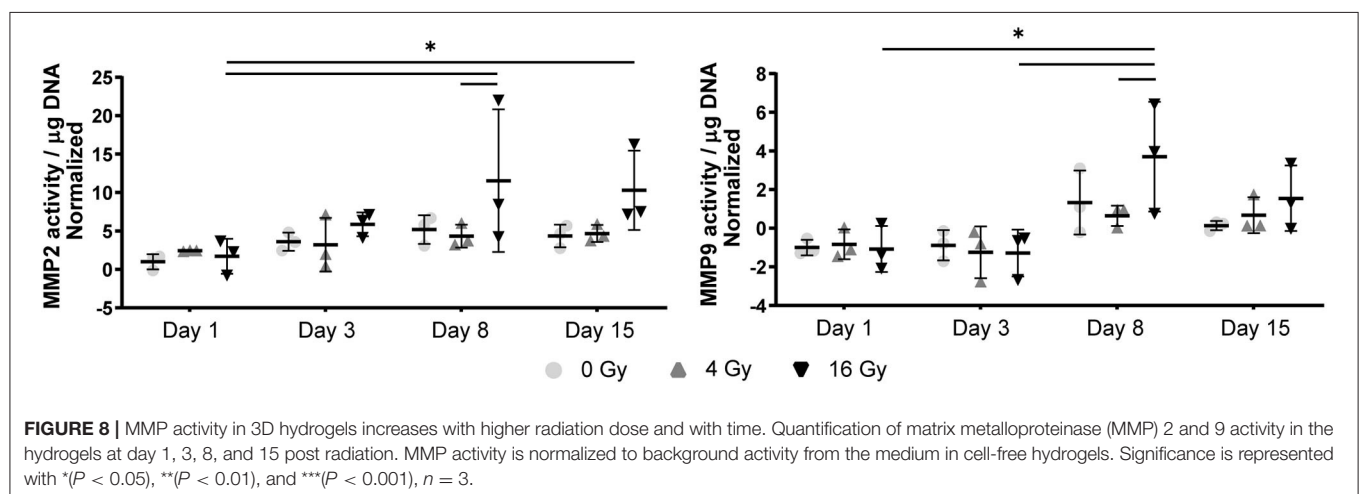 *
*
MMP2 activity / μg DNA
Normalized
25
20
15
10
5
0
-5
Day 1
Day 3
Day 8
Day 15
MMP9 activity / μg DNA
Normalized
8
6
4
2
0
-2
-4
Day 1
Day 3
Day 8
Day 15
0 Gy
4 Gy
16 Gy
FIGURE 8 | MMP activity in 3D hydrogels increases with higher radiation dose and with time. Quantification of matrix metalloproteinase (MMP) 2 and 9 activity in the
hydrogels at day 1, 3, 8, and 15 post radiation. MMP activity is normalized to background activity from the medium in cell-free hydrogels. Significance is represented
with *(P < 0.05), **(P < 0.01), and ***(P < 0.001), n = 3.